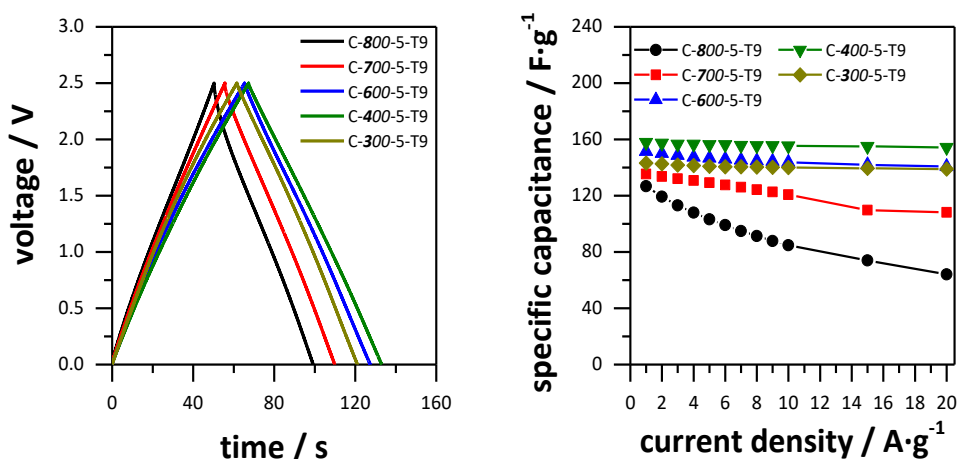 3.0
2.5
2.0
1.5
1.0
0.5
0.0
voltage / V
C-800-5-T9
C-700-5-T9
C-600-5-T9
C-400-5-T9
C-300-5-T9
0 40 80 120 160
time / s
240
200
160
120
80
40
0
specific capacitance / F·g⁻¹
C-800-5-T9 C-400-5-T9
C-700-5-T9 C-300-5-T9
C-600-5-T9
0 2 4 6 8 10 12 14 16 18 20
current density / A·g⁻¹